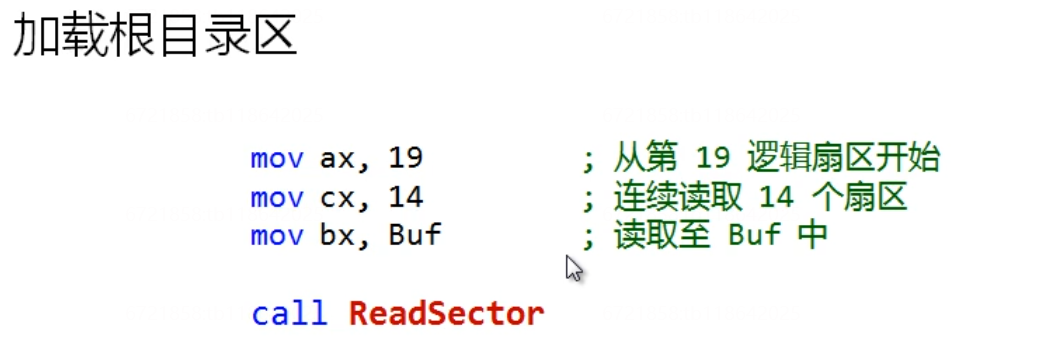 加载根目录区
mov ax, 19 ; 从第 19 逻辑扇区开始
mov cx, 14 ; 连续读取 14 个扇区
mov bx, Buf ; 读取至 Buf 中
call ReadSector